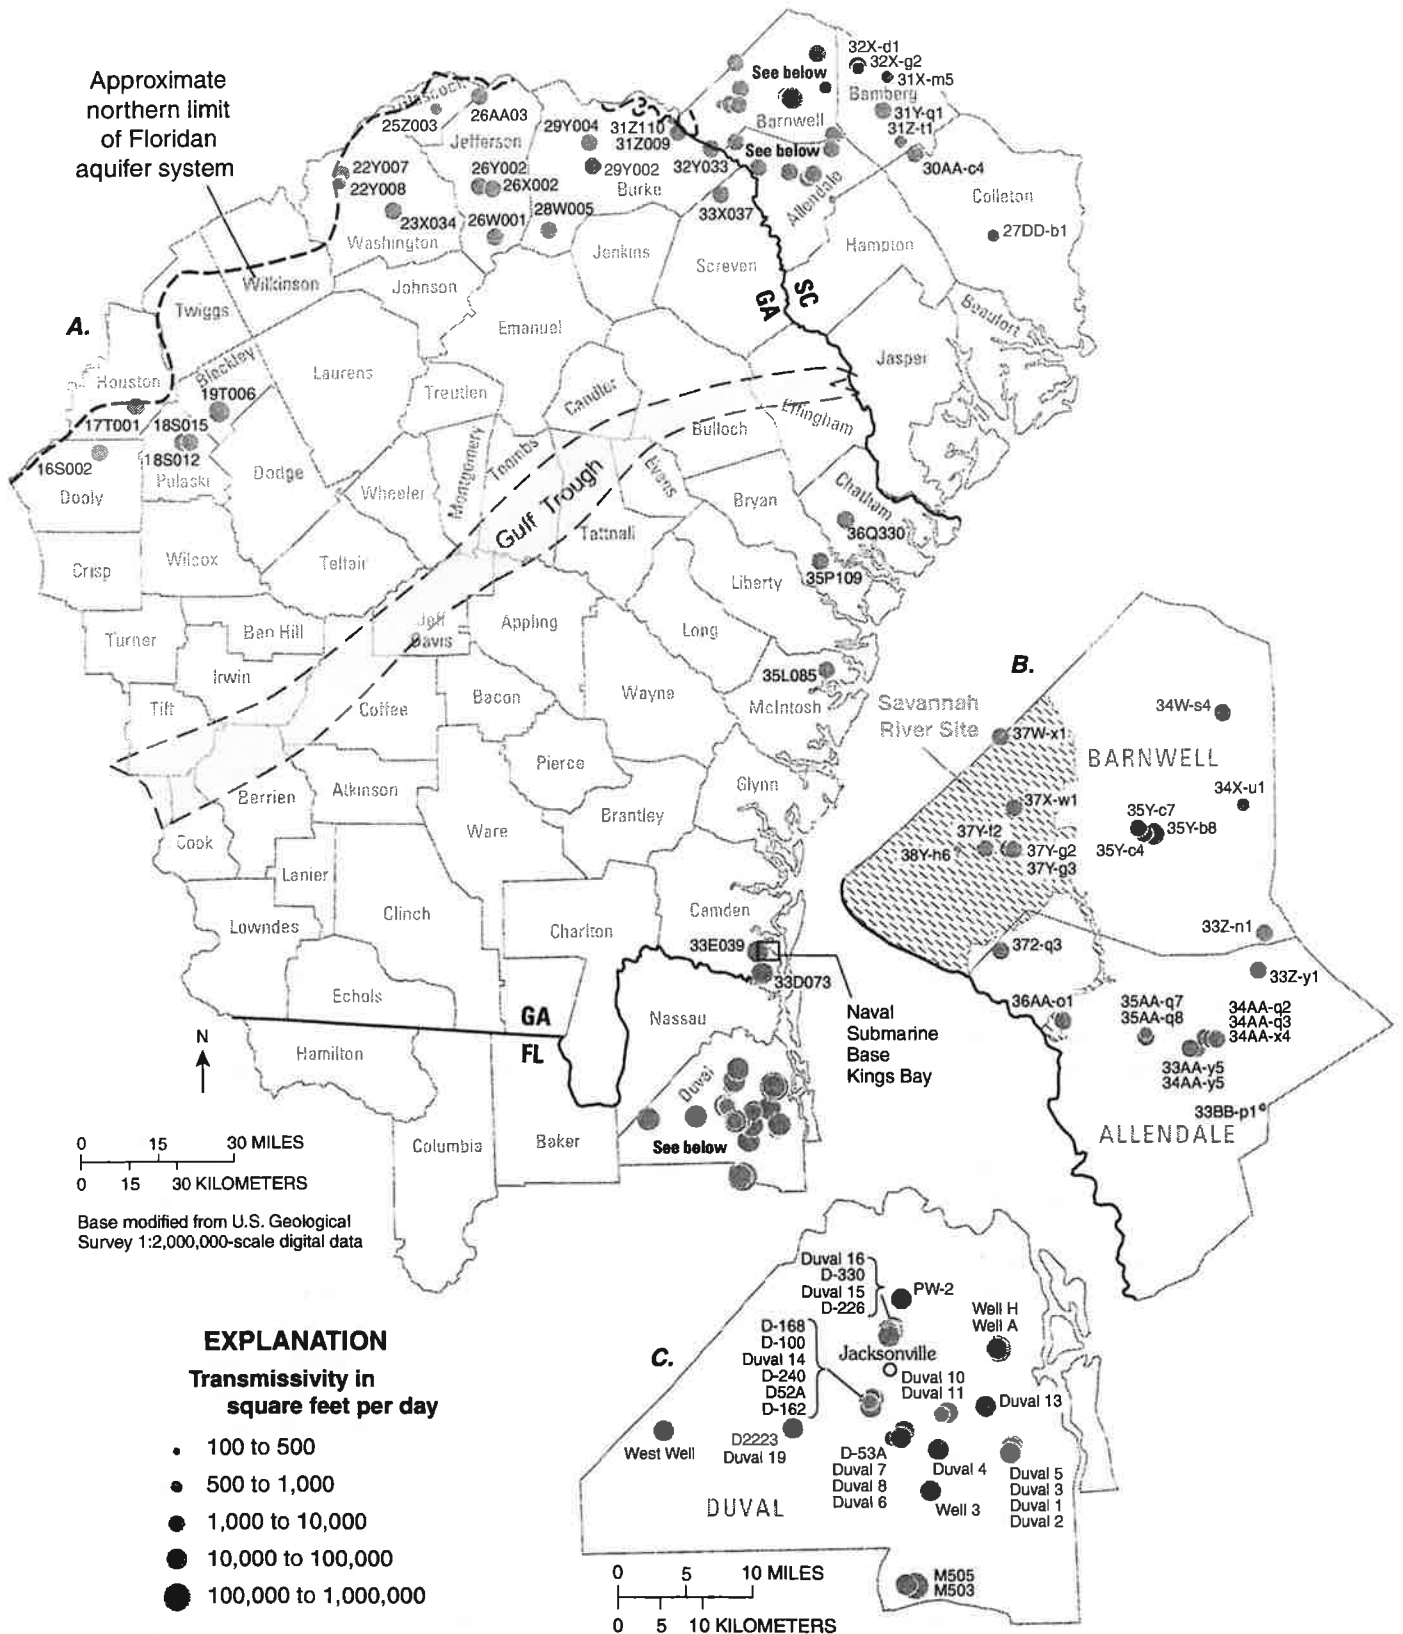 Approximate
northern limit
of Floridan
aquifer system
A.
25Z003
26AA03
Jefferson
22Y007
22Y008
23X034
Washington
26Y002
26X002
26W001
29Y004
29Y002
Burke
28W005
31Z110
31Z009
32Y033
33X037
See below
Barnwell
See below
Allendale
32X-d1
32X-g2
31X-m5
Bamberg
31Y-q1
31Z-t1
30AA-c4
Colleton
27DD-b1
Hampton
Beaufort
Jasper
SC
GA
Jenkins
Screven
Wilkinson
Twiggs
Johnson
Emanuel
Houston
Bleckley
19T006
Laurens
Treutlen
Candler
17T001
18S015
18S012
Pulaski
16S002
Dooly
Dodge
Wheeler
Montgomery
Toombs
Gulf Trough
Evans
Bulloch
Effingham
Bryan
Chatham
36Q330
35P109
Tattnall
Crisp
Wilcox
Telfair
Liberty
Turner
Ben Hill
Jeff
Davis
Appling
Long
Irwin
Tift
Coffee
Bacon
Wayne
35L085
McIntosh
Pierce
Glynn
Berrien
Atkinson
Ware
Brantley
Cook
Lanier
Clinch
Lowndes
Charlton
Camden
33E039
33D073
Echols
GA
FL
Nassau
Naval
Submarine
Base
Kings Bay
N
Hamilton
Duval
See below
Columbia
Baker
0 15 30 MILES
0 15 30 KILOMETERS
Base modified from U.S. Geological
Survey 1:2,000,000-scale digital data
B.
Savannah
River Site
34W-s4
37W-x1
BARNWELL
37X-w1
34X-u1
35Y-c7
35Y-b8
35Y-c4
37Y-f2
38Y-h6
37Y-g2
37Y-g3
33Z-n1
372-q3
33Z-y1
36AA-o1
35AA-q7
35AA-q8
34AA-q2
34AA-q3
34AA-x4
33AA-y5
34AA-y5
33BB-p1
ALLENDALE
EXPLANATION
Transmissivity in
square feet per day
100 to 500
500 to 1,000
1,000 to 10,000
10,000 to 100,000
100,000 to 1,000,000
C.
Duval 16
D-330
Duval 15
D-226
PW-2
Well H
Well A
D-168
D-100
Duval 14
D-240
D52A
D-162
Jacksonville
Duval 10
Duval 11
Duval 13
West Well
D2223
Duval 19
D-53A
Duval 7
Duval 8
Duval 6
Duval 4
Well 3
Duval 5
Duval 3
Duval 1
Duval 2
DUVAL
M505
M503
0 5 10 MILES
0 5 10 KILOMETERS